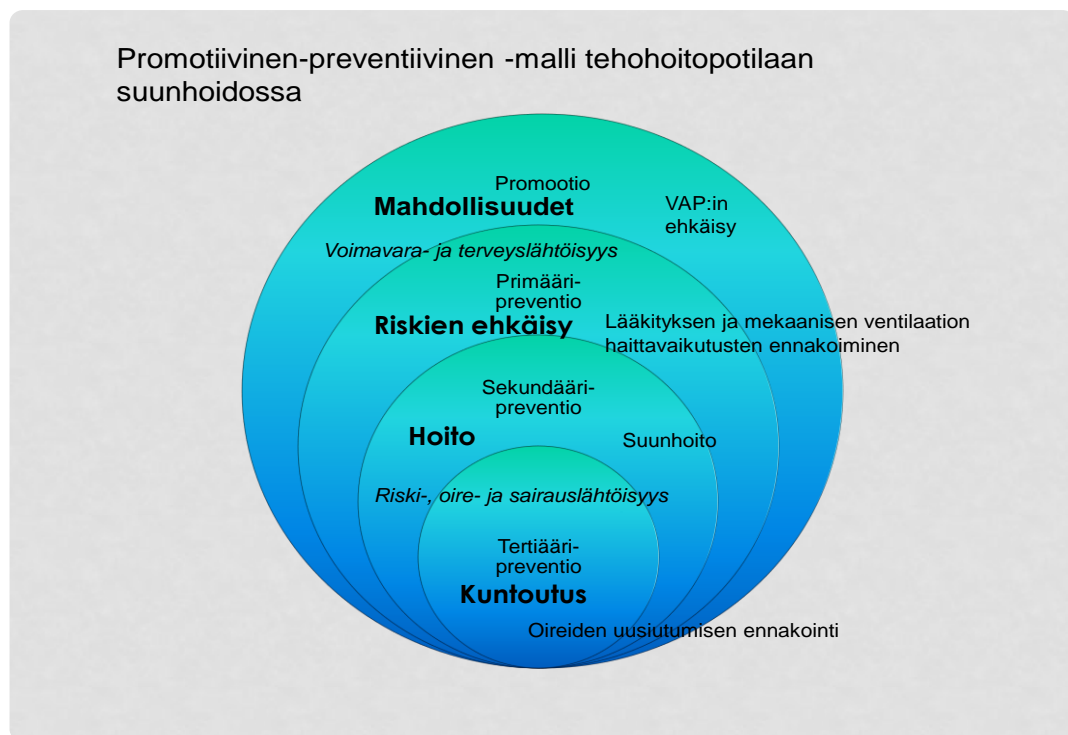 Promotiivinen-preventiivinen -malli tehohoitopotilaan
suunhoidossa
Promootio
Mahdollisuudet
VAP:in
ehkäisy
Voimavara- ja terveyslähtöisyys
Primääri-
preventio
Riskien ehkäisy
Lääkityksen ja mekaanisen ventilaation
haittavaikutusten ennakoiminen
Sekundääri-
preventio
Hoito
Suunhoito
Riski-, oire- ja sairauslähtöisyys
Tertiääri-
preventio
Kuntoutus
Oireiden uusiutumisen ennakointi